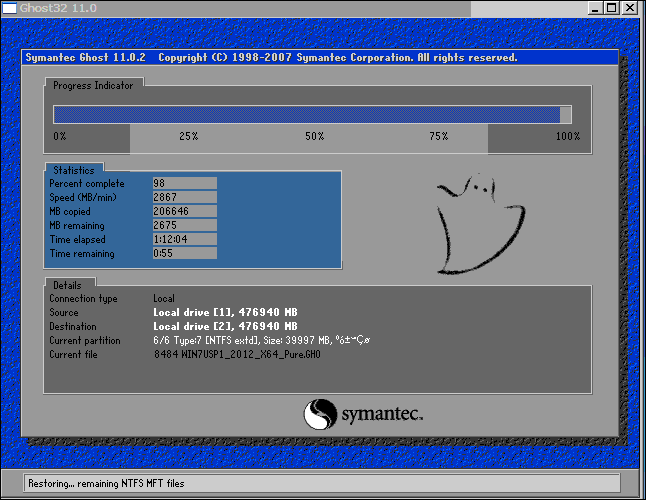 Ghost32 11.0
Symantec Ghost 11.0.2 Copyright (C) 1998-2007 Symantec Corporation. All rights reserved.
Progress Indicator
0% 25% 50% 75% 100%
Statistics
Percent complete 98
Speed (MB/min) 2867
MB copied 206646
MB remaining 2675
Time elapsed 1:12:04
Time remaining 0:55
Details
Connection type Local
Source Local drive [1], 476940 MB
Destination Local drive [2], 476940 MB
Current partition 6/6 Type:7 [NTFS extd], Size: 39997 MB,
Current file 8484 WIN7USP1_2012_X64_Pure.GHO
symantec.
Restoring... remaining NTFS MFT files